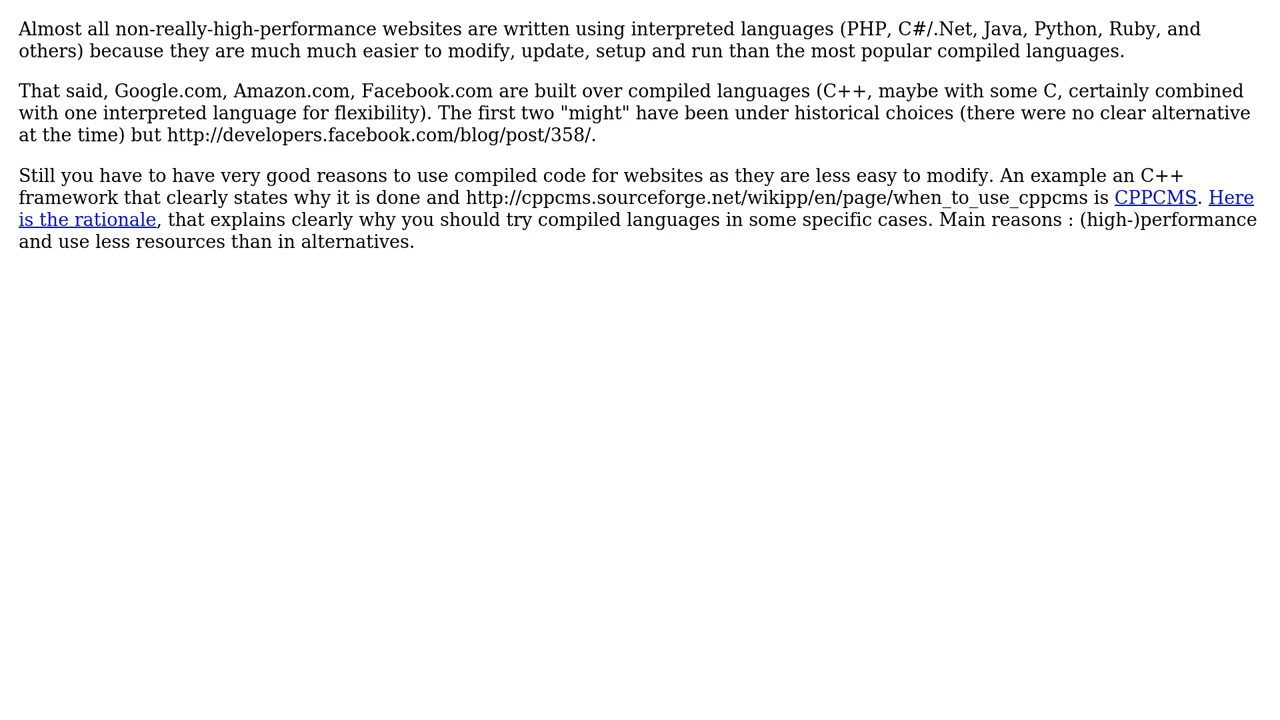 Almost all non-really-high-performance websites are written using interpreted languages (PHP, C#/.Net, Java, Python, Ruby, and
others) because they are much much easier to modify, update, setup and run than the most popular compiled languages.
That said, Google.com, Amazon.com, Facebook.com are built over compiled languages (C++, maybe with some C, certainly combined
with one interpreted language for flexibility). The first two "might" have been under historical choices (there were no clear alternative
at the time) but http://developers.facebook.com/blog/post/358/.
Still you have to have very good reasons to use compiled code for websites as they are less easy to modify. An example an C++
framework that clearly states why it is done and http://cppcms.sourceforge.net/wikipp/en/page/when_to_use_cppcms is CPPCMS. Here
is the rationale, that explains clearly why you should try compiled languages in some specific cases. Main reasons : (high-)performance
and use less resources than in alternatives.